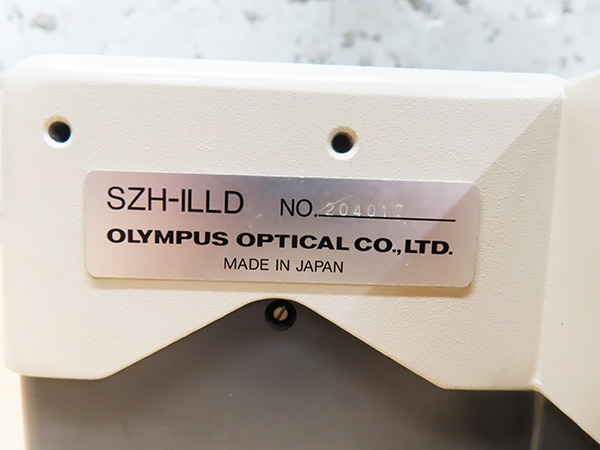 SZH-ILLD NO. 204017
OLYMPUS OPTICAL CO., LTD.
MADE IN JAPAN